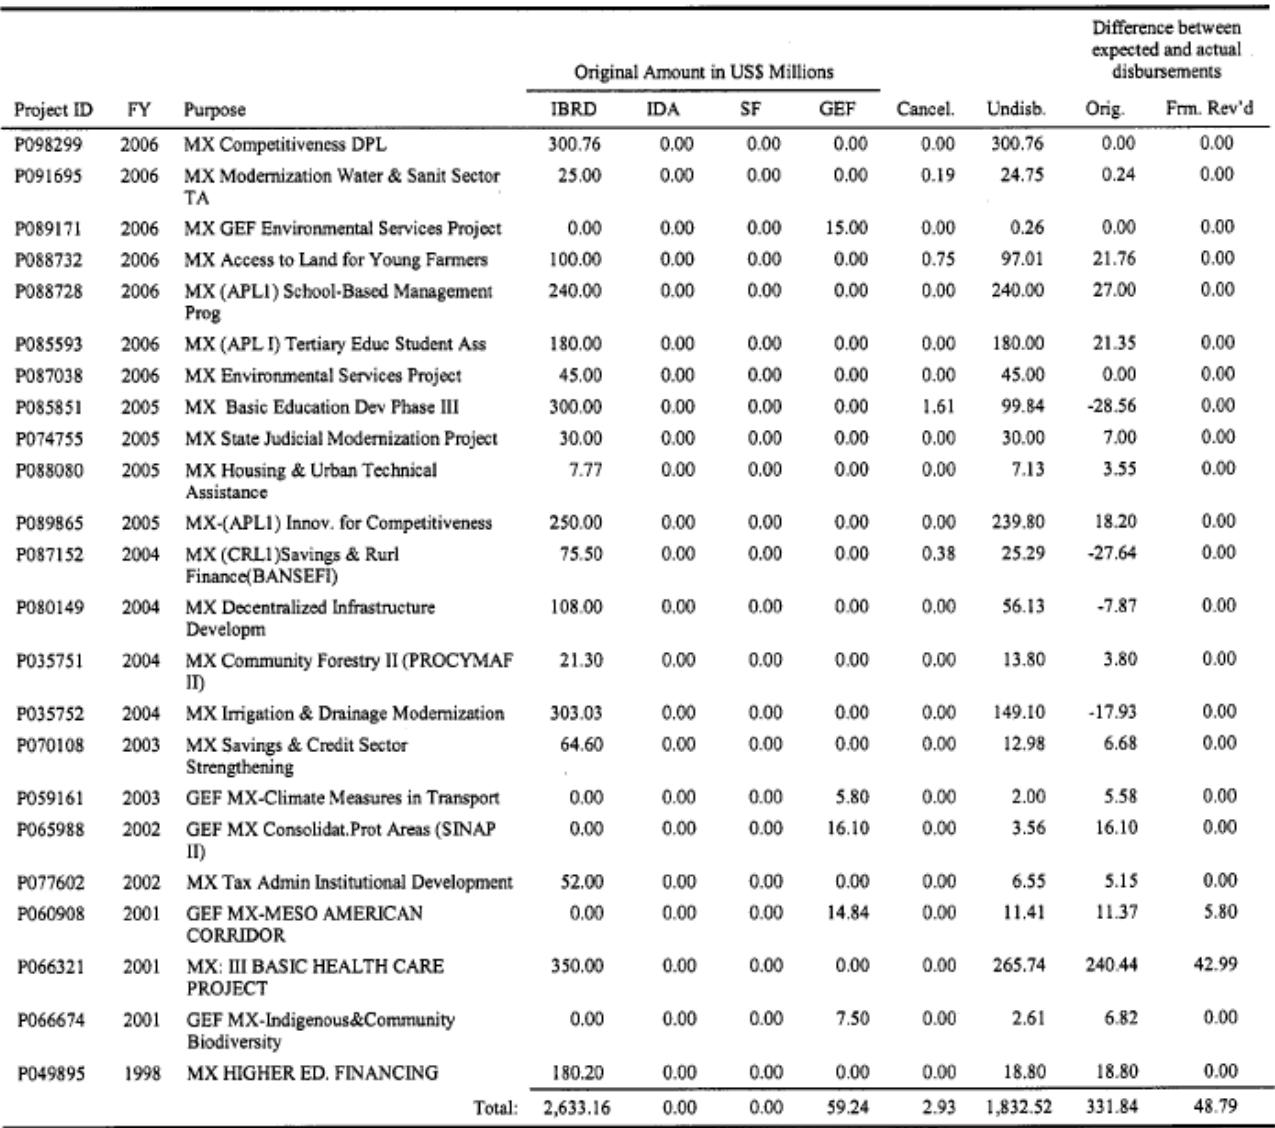 Difference between
expected and actual
Original Amount in US$ Millions disbursements
Project ID FY Purpose IBRD IDA SF GEF Cancel. Undisb. Orig. Frm. Rev'd
P098299 2006 MX Competitiveness DPL 300.76 0.00 0.00 0.00 0.00 300.76 0.00 0.00
P091695 2006 MX Modernization Water & Sanit Sector 25.00 0.00 0.00 0.00 0.19 24.75 0.24 0.00
TA
P089171 2006 MX GEF Environmental Services Project 0.00 0.00 0.00 15.00 0.00 0.26 0.00 0.00
P088732 2006 MX Access to Land for Young Farmers 100.00 0.00 0.00 0.00 0.75 97.01 21.76 0.00
P088728 2006 MX (APL1) School-Based Management 240.00 0.00 0.00 0.00 0.00 240.00 27.00 0.00
Prog
P085593 2006 MX (APL I) Tertiary Educ Student Ass 180.00 0.00 0.00 0.00 0.00 180.00 21.35 0.00
P087038 2006 MX Environmental Services Project 45.00 0.00 0.00 0.00 0.00 45.00 0.00 0.00
P085851 2005 MX Basic Education Dev Phase III 300.00 0.00 0.00 0.00 1.61 99.84 -28.56 0.00
P074755 2005 MX State Judicial Modernization Project 30.00 0.00 0.00 0.00 0.00 30.00 7.00 0.00
P088080 2005 MX Housing & Urban Technical 7.77 0.00 0.00 0.00 0.00 7.13 3.55 0.00
Assistance
P089865 2005 MX-(APL1) Innov. for Competitiveness 250.00 0.00 0.00 0.00 0.00 239.80 18.20 0.00
P087152 2004 MX (CRL1)Savings & Rurl 75.50 0.00 0.00 0.00 0.38 25.29 -27.64 0.00
Finance(BANSEFI)
P080149 2004 MX Decentralized Infrastructure 108.00 0.00 0.00 0.00 0.00 56.13 -7.87 0.00
Developm
P035751 2004 MX Community Forestry II (PROCYMAF 21.30 0.00 0.00 0.00 0.00 13.80 3.80 0.00
II)
P035752 2004 MX Irrigation & Drainage Modernization 303.03 0.00 0.00 0.00 0.00 149.10 -17.93 0.00
P070108 2003 MX Savings & Credit Sector 64.60 0.00 0.00 0.00 0.00 12.98 6.68 0.00
Strengthening
P059161 2003 GEF MX-Climate Measures in Transport 0.00 0.00 0.00 5.80 0.00 2.00 5.58 0.00
P065988 2002 GEF MX Consolidat.Prot Areas (SINAP 0.00 0.00 0.00 16.10 0.00 3.56 16.10 0.00
II)
P077602 2002 MX Tax Admin Institutional Development 52.00 0.00 0.00 0.00 0.00 6.55 5.15 0.00
P060908 2001 GEF MX-MESO AMERICAN 0.00 0.00 0.00 14.84 0.00 11.41 11.37 5.80
CORRIDOR
P066321 2001 MX: III BASIC HEALTH CARE 350.00 0.00 0.00 0.00 0.00 265.74 240.44 42.99
PROJECT
P066674 2001 GEF MX-Indigenous&Community 0.00 0.00 0.00 7.50 0.00 2.61 6.82 0.00
Biodiversity
P049895 1998 MX HIGHER ED. FINANCING 180.20 0.00 0.00 0.00 0.00 18.80 18.80 0.00
Total: 2,633.16 0.00 0.00 59.24 2.93 1,832.52 331.84 48.79